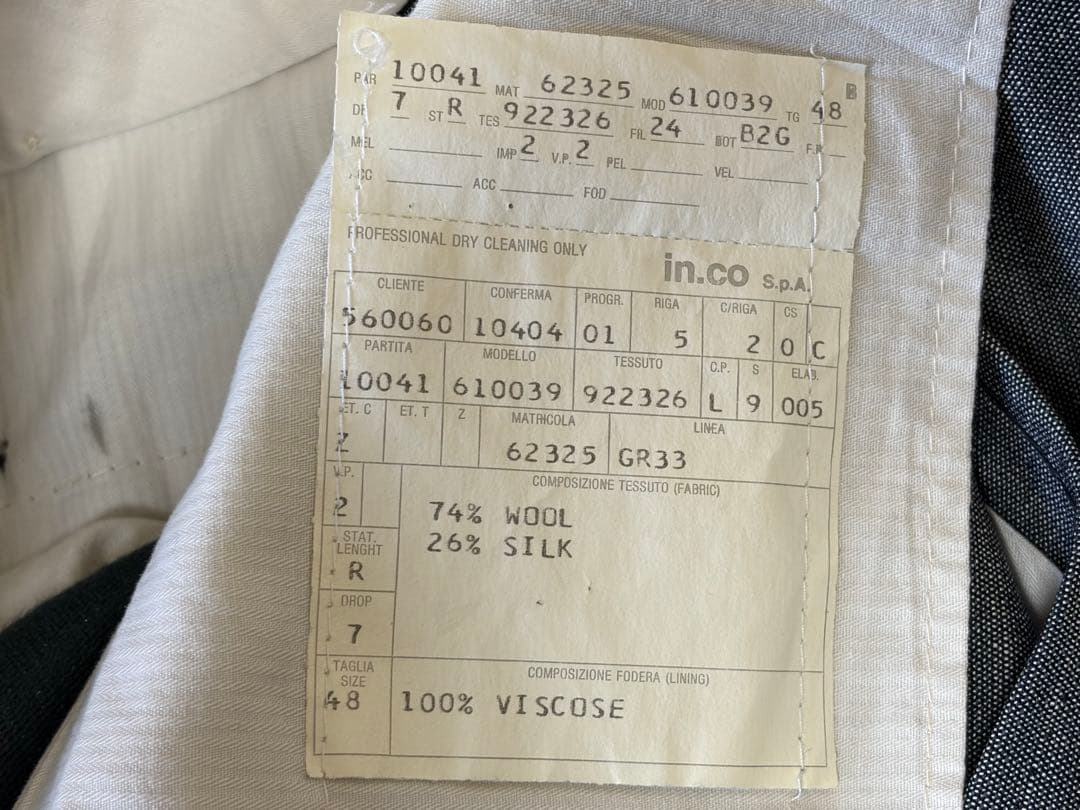 PAR 10041 MAT 62325 MOD 610039 TG 48 B
DR 7 ST R TES 922326 FIL 24 BOT B2G F.R
MEL IMP 2 V.P. 2 PEL VEL
ACC ACC FOD
PROFESSIONAL DRY CLEANING ONLY
in.co S.p.A.
CLIENTE CONFERMA PROGR. RIGA C/RIGA CS
560060 10404 01 5 2 0 C
PARTITA MODELLO TESSUTO C.P. S ELAB.
10041 610039 922326 L 9 005
ET. C ET. T Z MATRICOLA LINEA
Z 62325 GR33
V.P. COMPOSIZIONE TESSUTO (FABRIC)
2 74% WOOL
26% SILK
STAT.
LENGHT
R
DROP
7
TAGLIA COMPOSIZIONE FODERA (LINING)
SIZE
48 100% VISCOSE